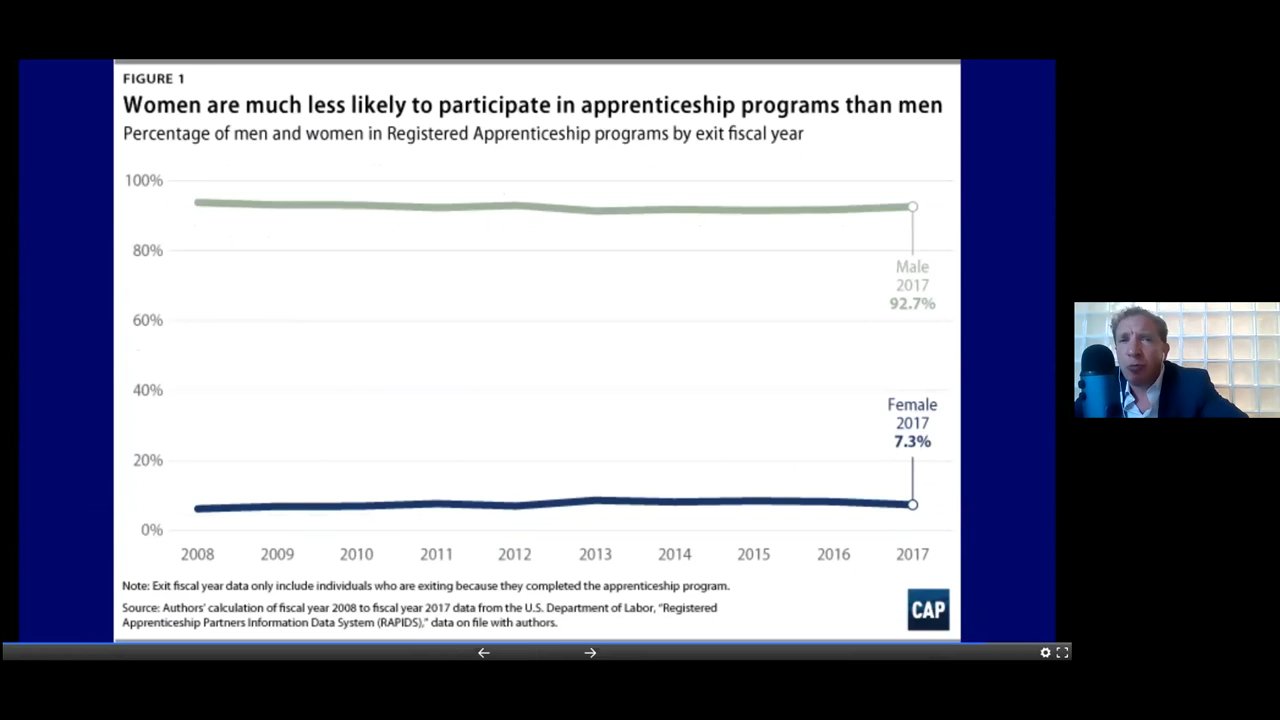 FIGURE 1
Women are much less likely to participate in apprenticeship programs than men
Percentage of men and women in Registered Apprenticeship programs by exit fiscal year
100%
80%
60%
40%
20%
0%
Male
2017
92.7%
Female
2017
7.3%
2008 2009 2010 2011 2012 2013 2014 2015 2016 2017
Note: Exit fiscal year data only include individuals who are exiting because they completed the apprenticeship program.
Source: Authors' calculation of fiscal year 2008 to fiscal year 2017 data from the U.S. Department of Labor, "Registered
Apprenticeship Partners Information Data System (RAPIDS)," data on file with authors.
CAP